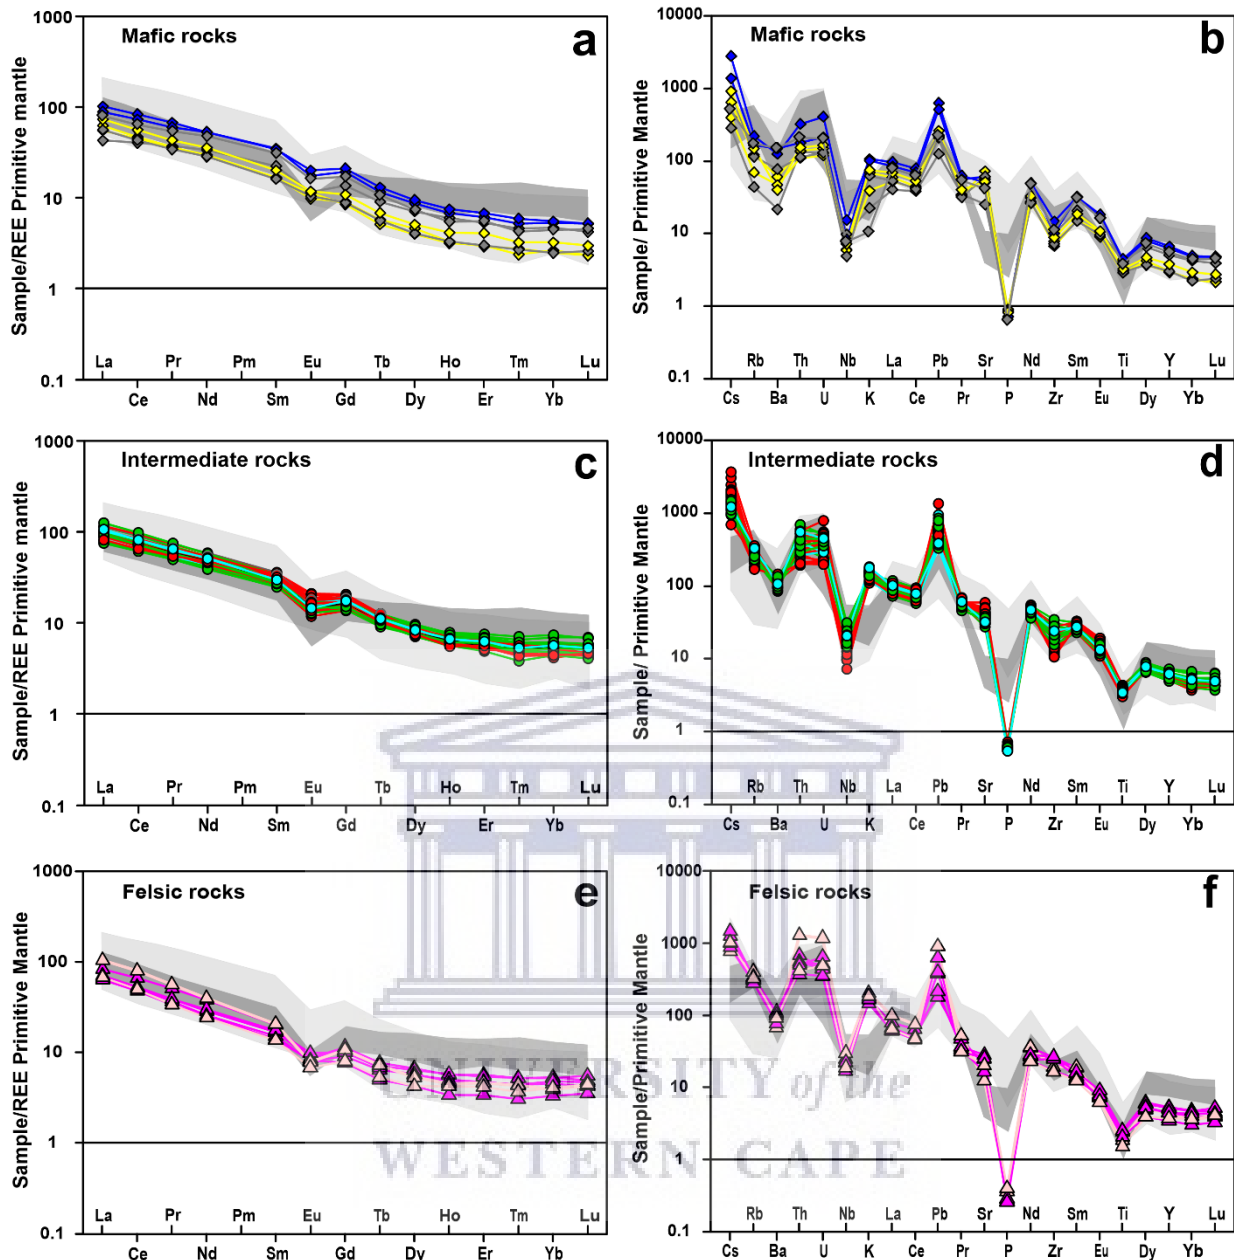 Mafic rocks
a
Sample/REE Primitive mantle
1000
100
10
1
0.1
La Pr Pm Eu Tb Ho Tm Lu
Ce Nd Sm Gd Dy Er Yb
Mafic rocks
b
Sample/ Primitive Mantle
10000
1000
100
10
1
0.1
Rb Th Nb La Pb Sr Nd Sm Ti Y Lu
Cs Ba U K Ce Pr P Zr Eu Dy Yb
Intermediate rocks
c
Sample/REE Primitive mantle
1000
100
10
1
0.1
La Pr Pm Eu Tb Ho Tm Lu
Ce Nd Sm Gd Dy Er Yb
Intermediate rocks
d
Sample/ Primitive Mantle
10000
1000
100
10
1
0.1
Rb Th Nb La Pb Sr Nd Sm Ti Y Lu
Cs Ba U K Ce Pr P Zr Eu Dy Yb
Felsic rocks
e
Sample/REE Primitive mantle
1000
100
10
1
0.1
La Pr Pm Eu Tb Ho Tm Lu
Ce Nd Sm Gd Dy Er Yb
Felsic rocks
f
Sample/Primitive Mantle
10000
1000
100
10
1
0.1
Rb Th Nb La Pb Sr Nd Sm Ti Y Lu
Cs Ba U K Ce Pr P Zr Eu Dy Yb
UNIVERSITY of the
WESTERN CAPE